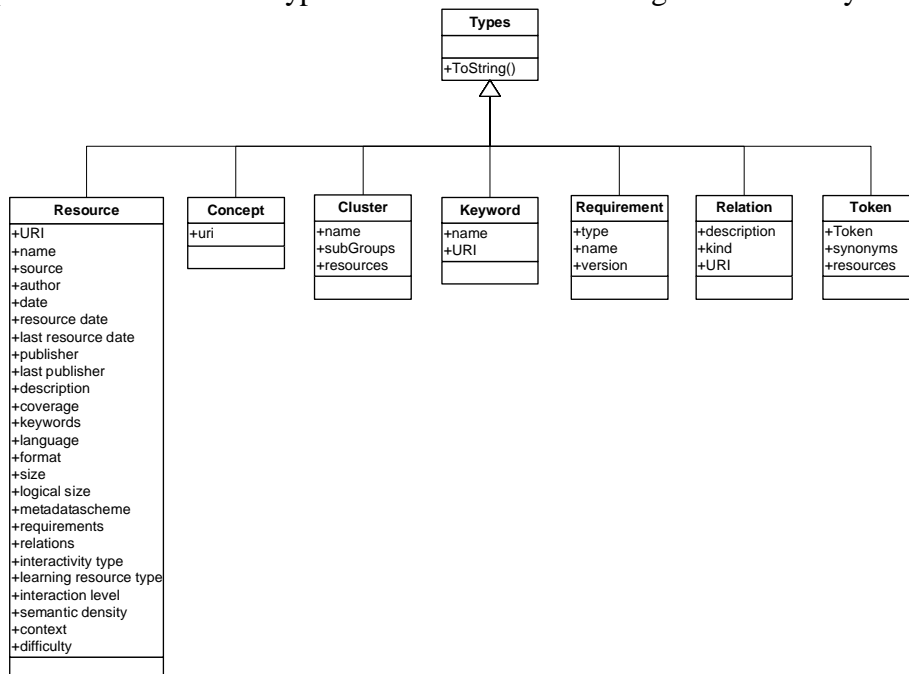 Types
+ToString()
Resource
+URI
+name
+source
+author
+date
+resource date
+last resource date
+publisher
+last publisher
+description
+coverage
+keywords
+language
+format
+size
+logical size
+metadatascheme
+requirements
+relations
+interactivity type
+learning resource type
+interaction level
+semantic density
+context
+difficulty
Concept
+uri
Cluster
+name
+subGroups
+resources
Keyword
+name
+URI
Requirement
+type
+name
+version
Relation
+description
+kind
+URI
Token
+Token
+synonyms
+resources